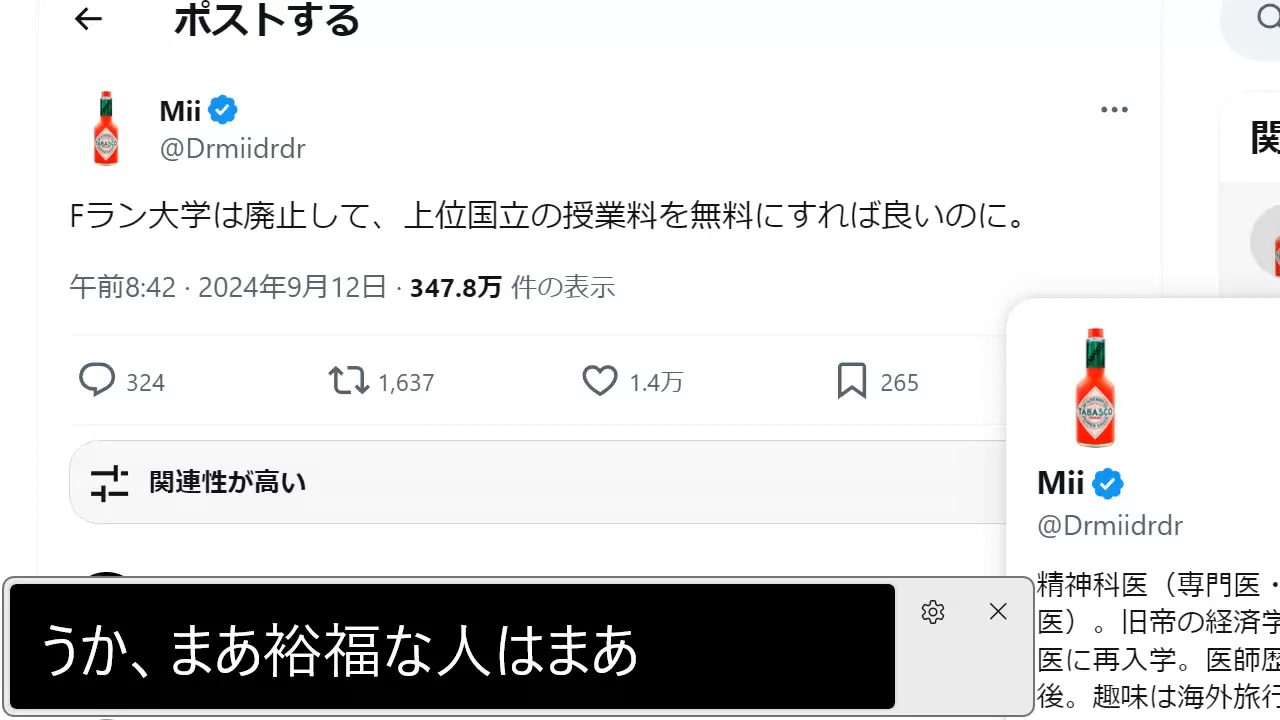 ポストする
Mii
@Drmiidrdr
Fラン大学は廃止して、上位国立の授業料を無料にすれば良いのに。
午前8:42 · 2024年9月12日 · 347.8万 件の表示
324 1,637 1.4万 265
関連性が高い
関
TABASCO
Mii
@Drmiidrdr
精神科医（専門医・
医）。旧帝の経済学
医に再入学。医師歴
後。趣味は海外旅行
うか、まあ裕福な人はまあ